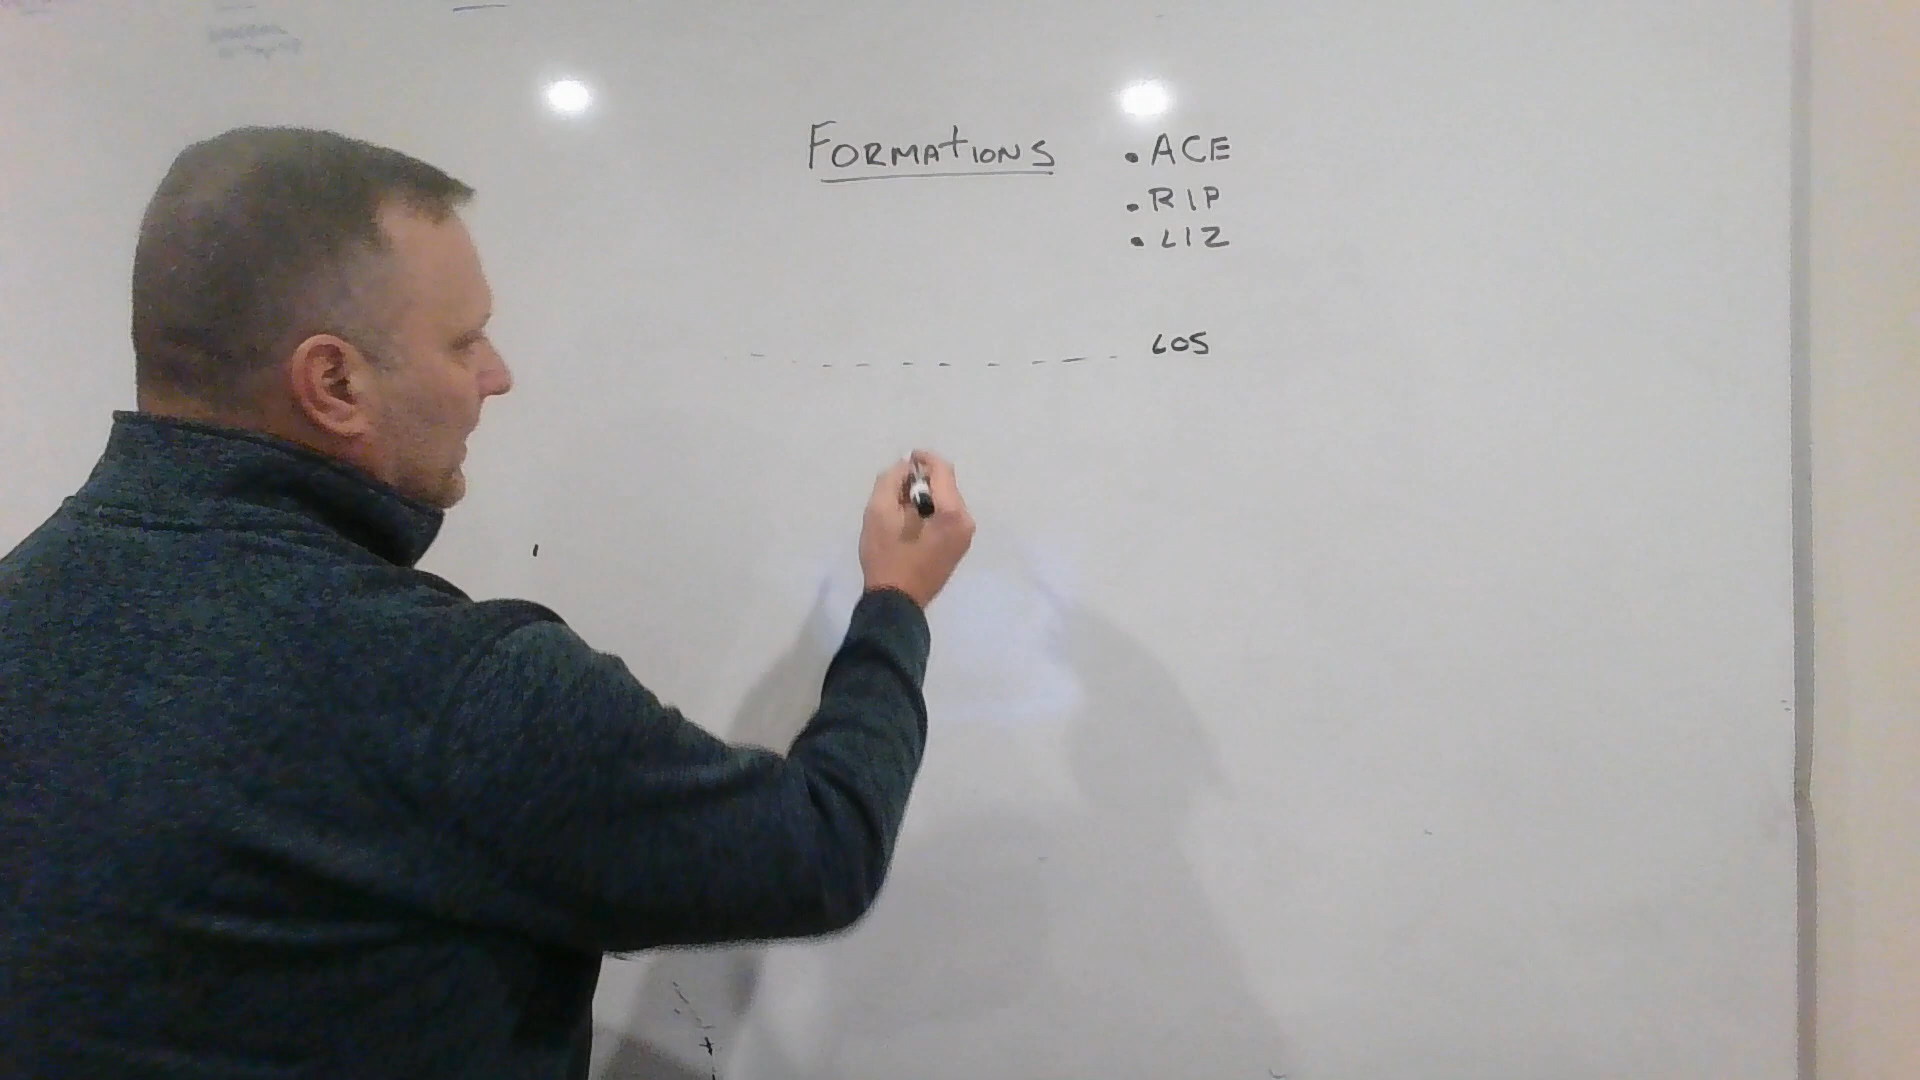 FORMATIONS
• ACE
• RIP
• LIZ
LOS